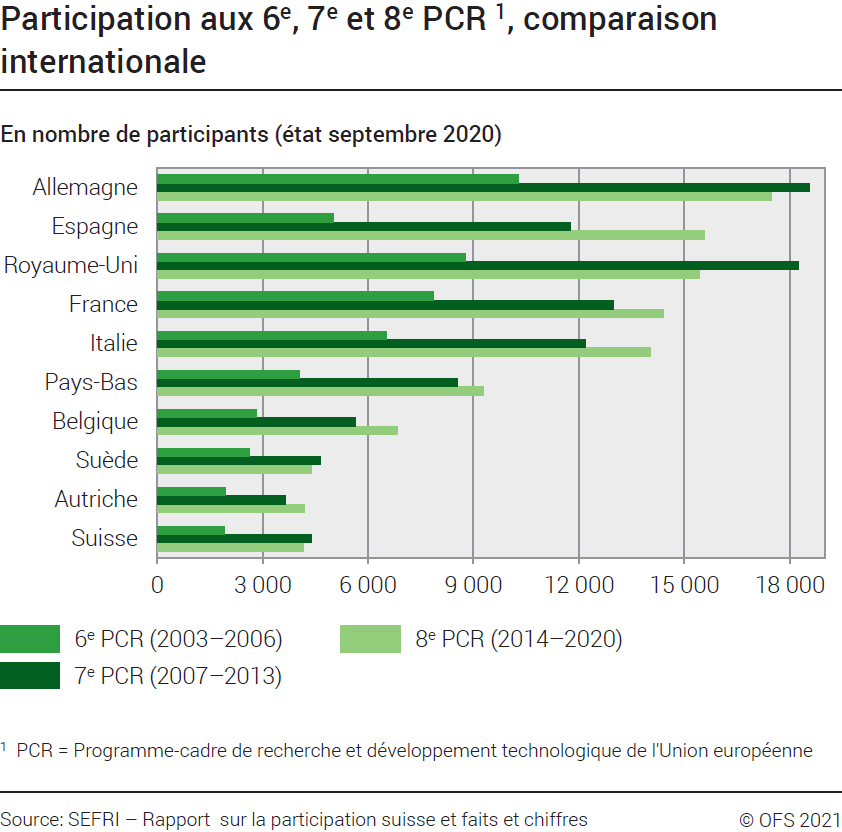 Participation aux 6e, 7e et 8e PCR 1, comparaison
internationale
En nombre de participants (état septembre 2020)
Allemagne
Espagne
Royaume-Uni
France
Italie
Pays-Bas
Belgique
Suède
Autriche
Suisse
0 3 000 6 000 9 000 12 000 15 000 18 000
6e PCR (2003–2006) 8e PCR (2014–2020)
7e PCR (2007–2013)
1 PCR = Programme-cadre de recherche et développement technologique de l'Union européenne
Source: SEFRI – Rapport sur la participation suisse et faits et chiffres © OFS 2021